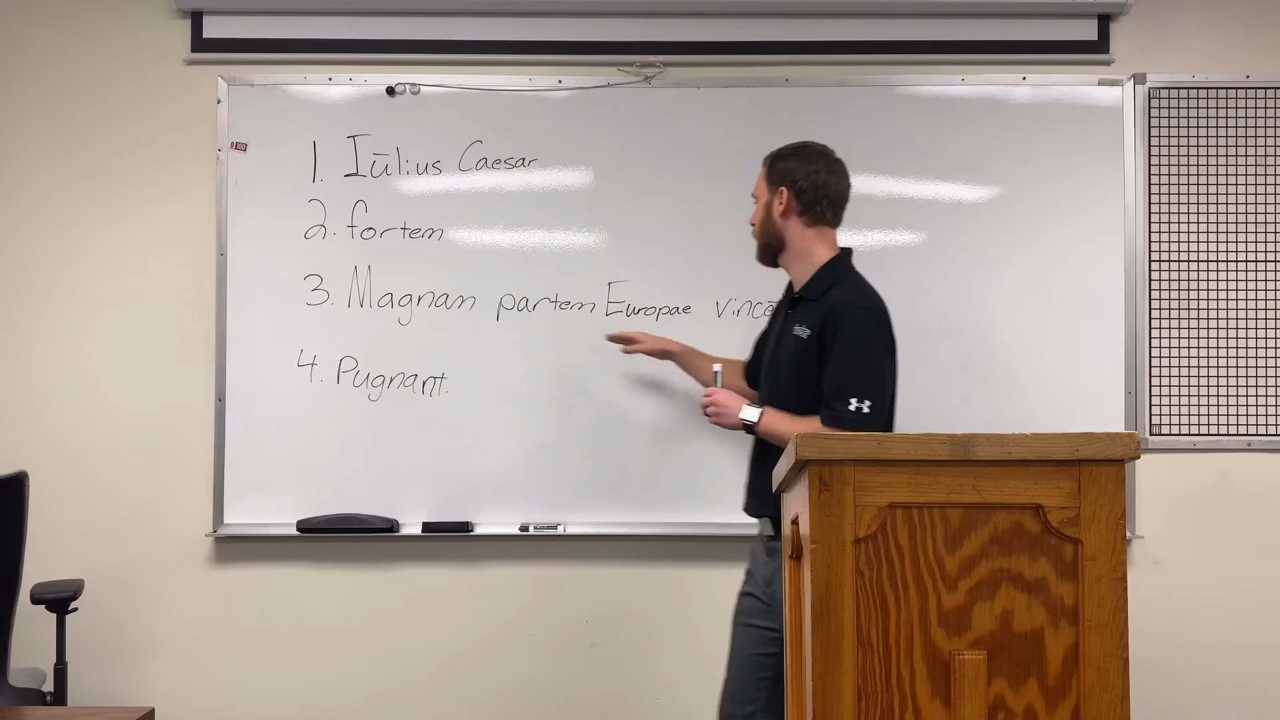 1. Iūlius Caesar
2. fortem
3. Magnam partem Europae
4. Pugnant.